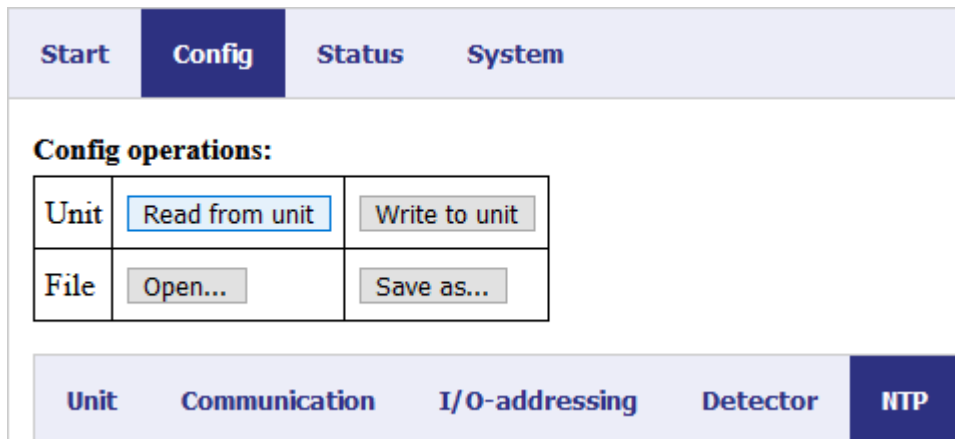 Start Config Status System
Config operations:
Unit Read from unit Write to unit
File Open... Save as...
Unit Communication I/O-addressing Detector NTP